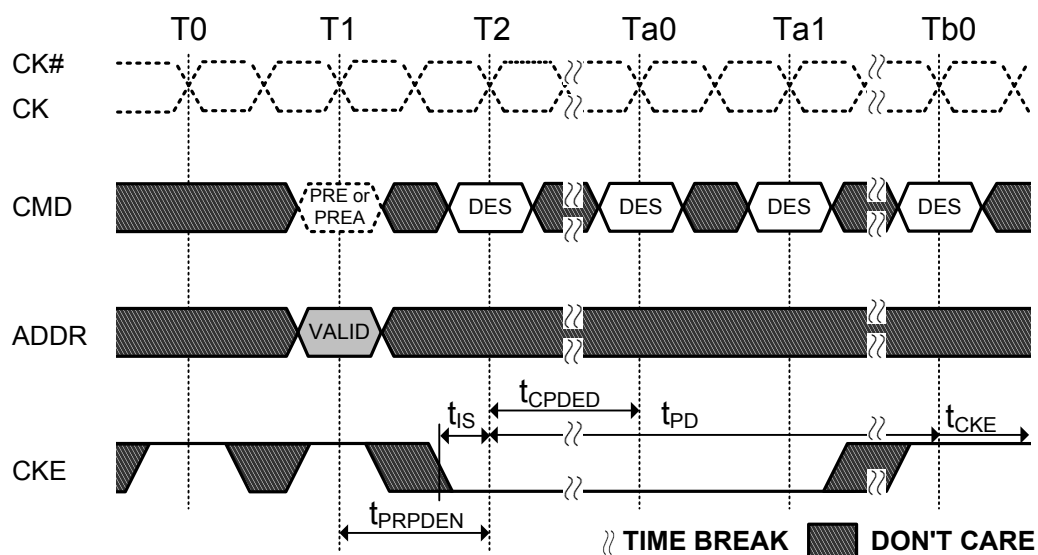 T0 T1 T2 Ta0 Ta1 Tb0
CK#
CK
CMD
PRE or
PREA
DES DES DES DES
ADDR
VALID
tCPDED
tIS tPD tCKE
CKE
tPRPDEN
TIME BREAK DON'T CARE